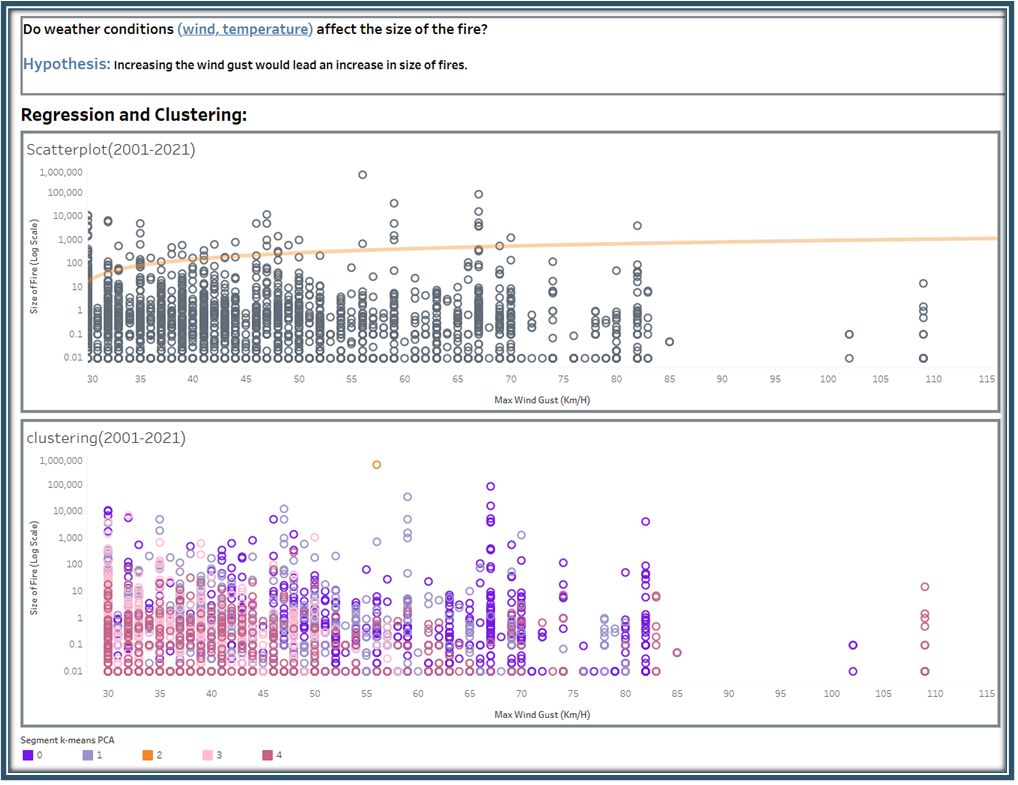 Do weather conditions (wind, temperature) affect the size of the fire?
Hypothesis: Increasing the wind gust would lead an increase in size of fires.
Regression and Clustering:
Scatterplot(2001-2021)
Size of Fire (Log Scale)
1,000,000
100,000
10,000
1,000
100
10
1
0.1
0.01
30 35 40 45 50 55 60 65 70 75 80 85 90 95 100 105 110 115
Max Wind Gust (Km/H)
clustering(2001-2021)
Size of Fire (Log Scale)
1,000,000
100,000
10,000
1,000
100
10
1
0.1
0.01
30 35 40 45 50 55 60 65 70 75 80 85 90 95 100 105 110 115
Max Wind Gust (Km/H)
Segment k-means PCA
0 1 2 3 4